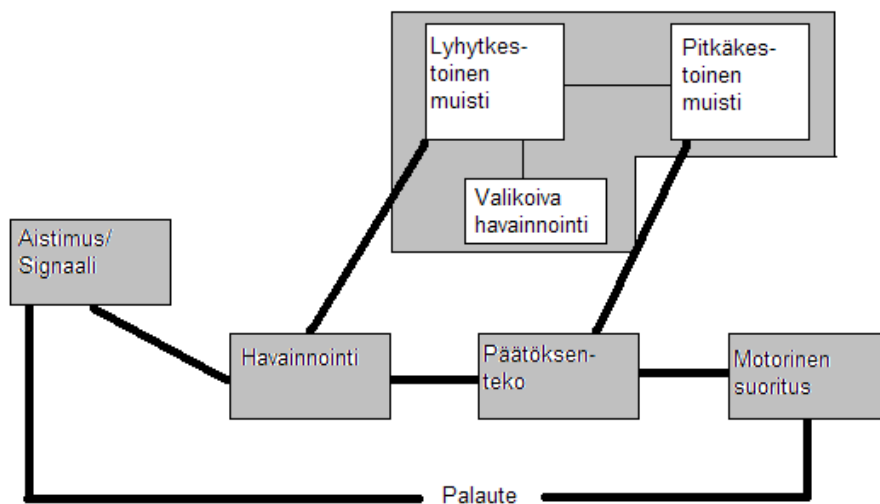 Lyhytkes-
toinen
muisti
Pitkäkes-
toinen
muisti
Valikoiva
havainnointi
Aistimus/
Signaali
Havainnointi
Päätöksen-
teko
Motorinen
suoritus
Palaute